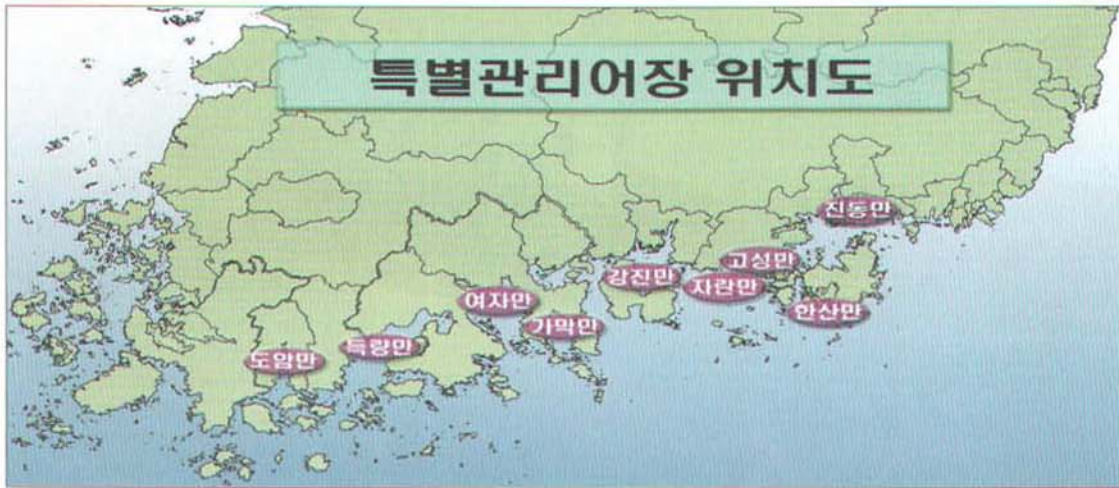 특별관리어장 위치도
진동만
고성만
강진만
자란만
여자만
한산만
가막만
득량만
도암만